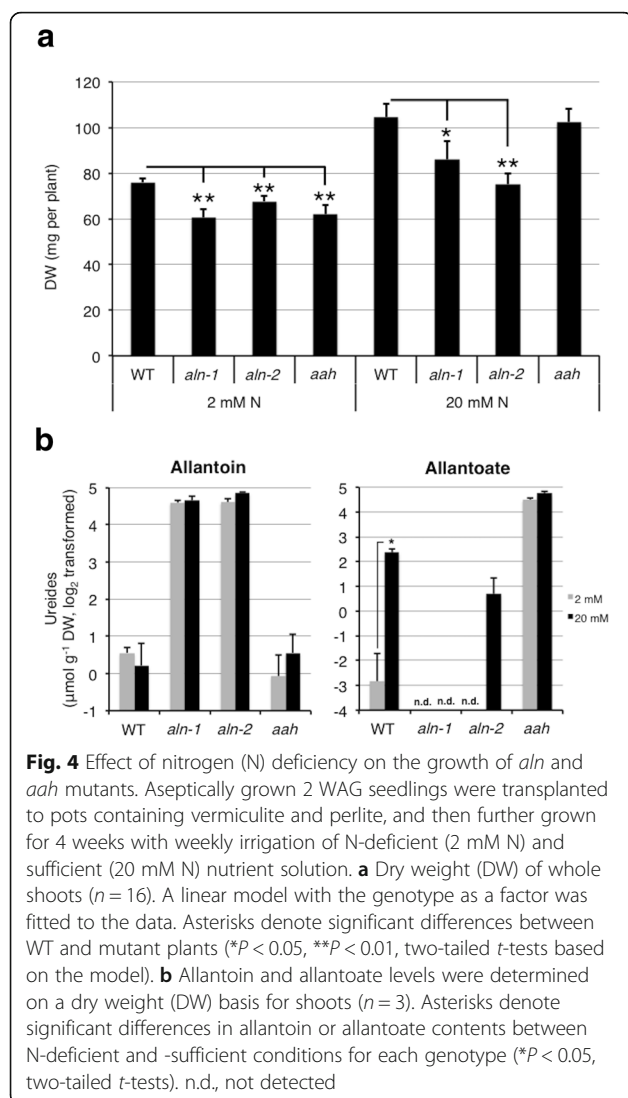 a
120
100
80
60
40
20
0
DW (mg per plant)
**
**
**
*
**
WT aln-1 aln-2 aah WT aln-1 aln-2 aah
2 mM N 20 mM N
b
Allantoin
Allantoate
Ureides
(µmol g⁻¹ DW, log₂ transformed)
5
4
3
2
1
0
-1
WT aln-1 aln-2 aah
5
4
3
2
1
0
-1
-2
-3
-4
*
n.d. n.d. n.d.
WT aln-1 aln-2 aah
2 mM
20 mM
Fig. 4 Effect of nitrogen (N) deficiency on the growth of aln and
aah mutants. Aseptically grown 2 WAG seedlings were transplanted
to pots containing vermiculite and perlite, and then further grown
for 4 weeks with weekly irrigation of N-deficient (2 mM N) and
sufficient (20 mM N) nutrient solution. a Dry weight (DW) of whole
shoots (n = 16). A linear model with the genotype as a factor was
fitted to the data. Asterisks denote significant differences between
WT and mutant plants (*P < 0.05, **P < 0.01, two-tailed t-tests based
on the model). b Allantoin and allantoate levels were determined
on a dry weight (DW) basis for shoots (n = 3). Asterisks denote
significant differences in allantoin or allantoate contents between
N-deficient and -sufficient conditions for each genotype (*P < 0.05,
two-tailed t-tests). n.d., not detected